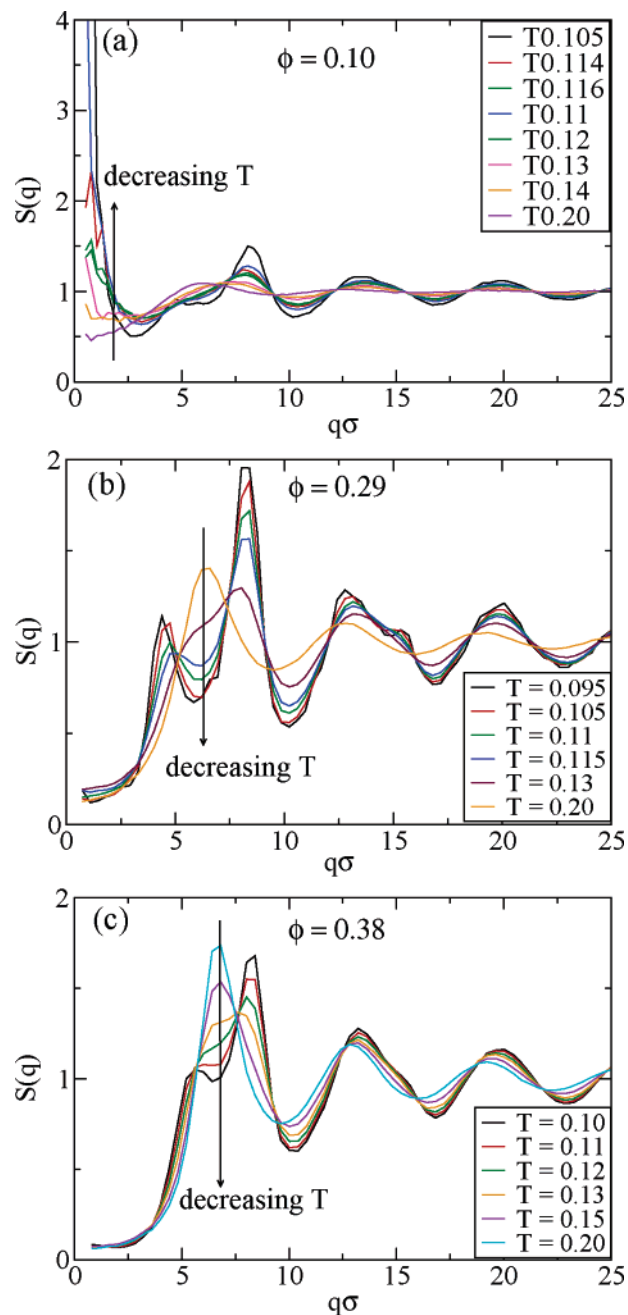 (a)
ϕ = 0.10
T0.105
T0.114
T0.116
T0.11
T0.12
T0.13
T0.14
T0.20
decreasing T
S(q)
4
3
2
1
0
0 5 10 15 20 25
qσ
(b)
ϕ = 0.29
2
1
0
S(q)
decreasing T
T = 0.095
T = 0.105
T = 0.11
T = 0.115
T = 0.13
T = 0.20
0 5 10 15 20 25
qσ
(c)
ϕ = 0.38
2
1
0
S(q)
decreasing T
T = 0.10
T = 0.11
T = 0.12
T = 0.13
T = 0.15
T = 0.20
0 5 10 15 20 25
qσ